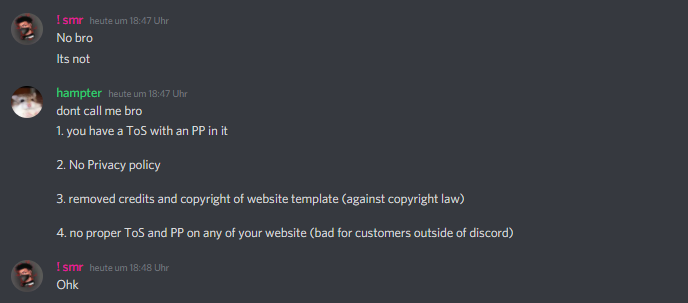 ! smr heute um 18:47 Uhr
No bro
Its not
hampter heute um 18:47 Uhr
dont call me bro
1. you have a ToS with an PP in it
2. No Privacy policy
3. removed credits and copyright of website template (against copyright law)
4. no proper ToS and PP on any of your website (bad for customers outside of discord)
! smr heute um 18:48 Uhr
Ohk